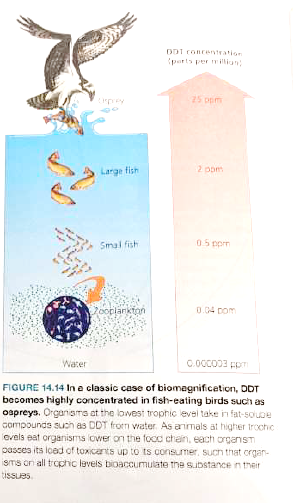 DDT concentration
(parts per million)
Osprey
25 ppm
Large fish
2 ppm
Small fish
0.5 ppm
Zooplankton
0.04 ppm
Water
0.000003 ppm
FIGURE 14.14 In a classic case of biomagnification, DDT
becomes highly concentrated in fish-eating birds such as
ospreys. Organisms at the lowest trophic level take in fat-soluble
compounds such as DDT from water. As animals at higher trophic
levels eat organisms lower on the food chain, each organism
passes its load of toxicants up to its consumer, such that organ-
isms on all trophic levels bioaccumulate the substance in their
tissues.